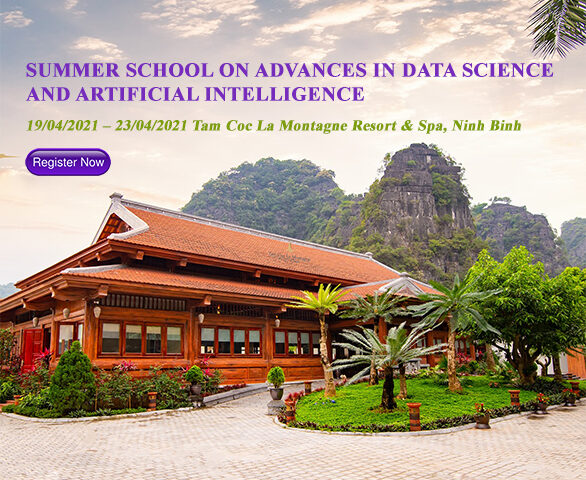 SUMMER SCHOOL ON ADVANCES IN DATA SCIENCE
AND ARTIFICIAL INTELLIGENCE
19/04/2021 – 23/04/2021 Tam Coc La Montagne Resort & Spa, Ninh Binh
Register Now